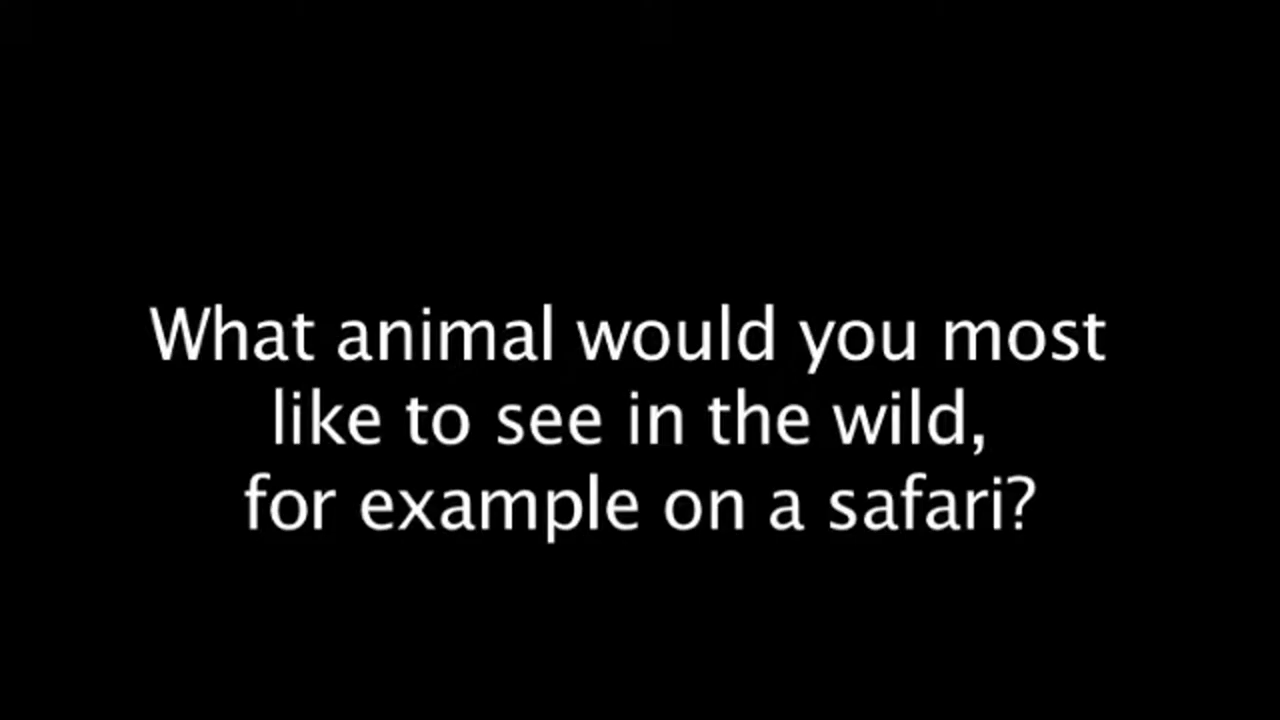 What animal would you most
like to see in the wild,
for example on a safari?